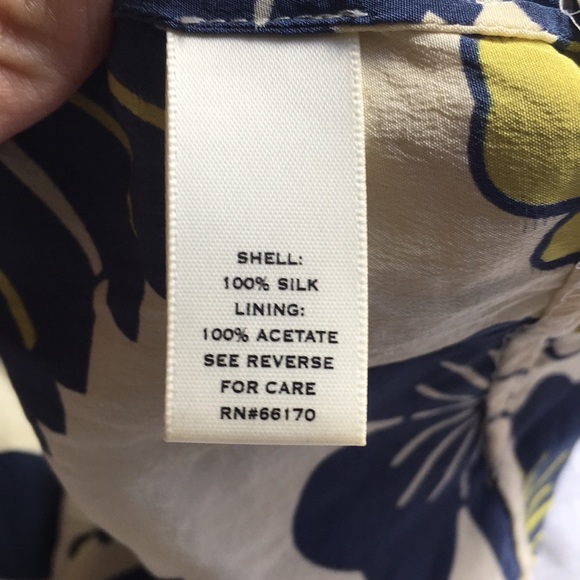 SHELL:
100% SILK
LINING:
100% ACETATE
SEE REVERSE
FOR CARE
RN#66170